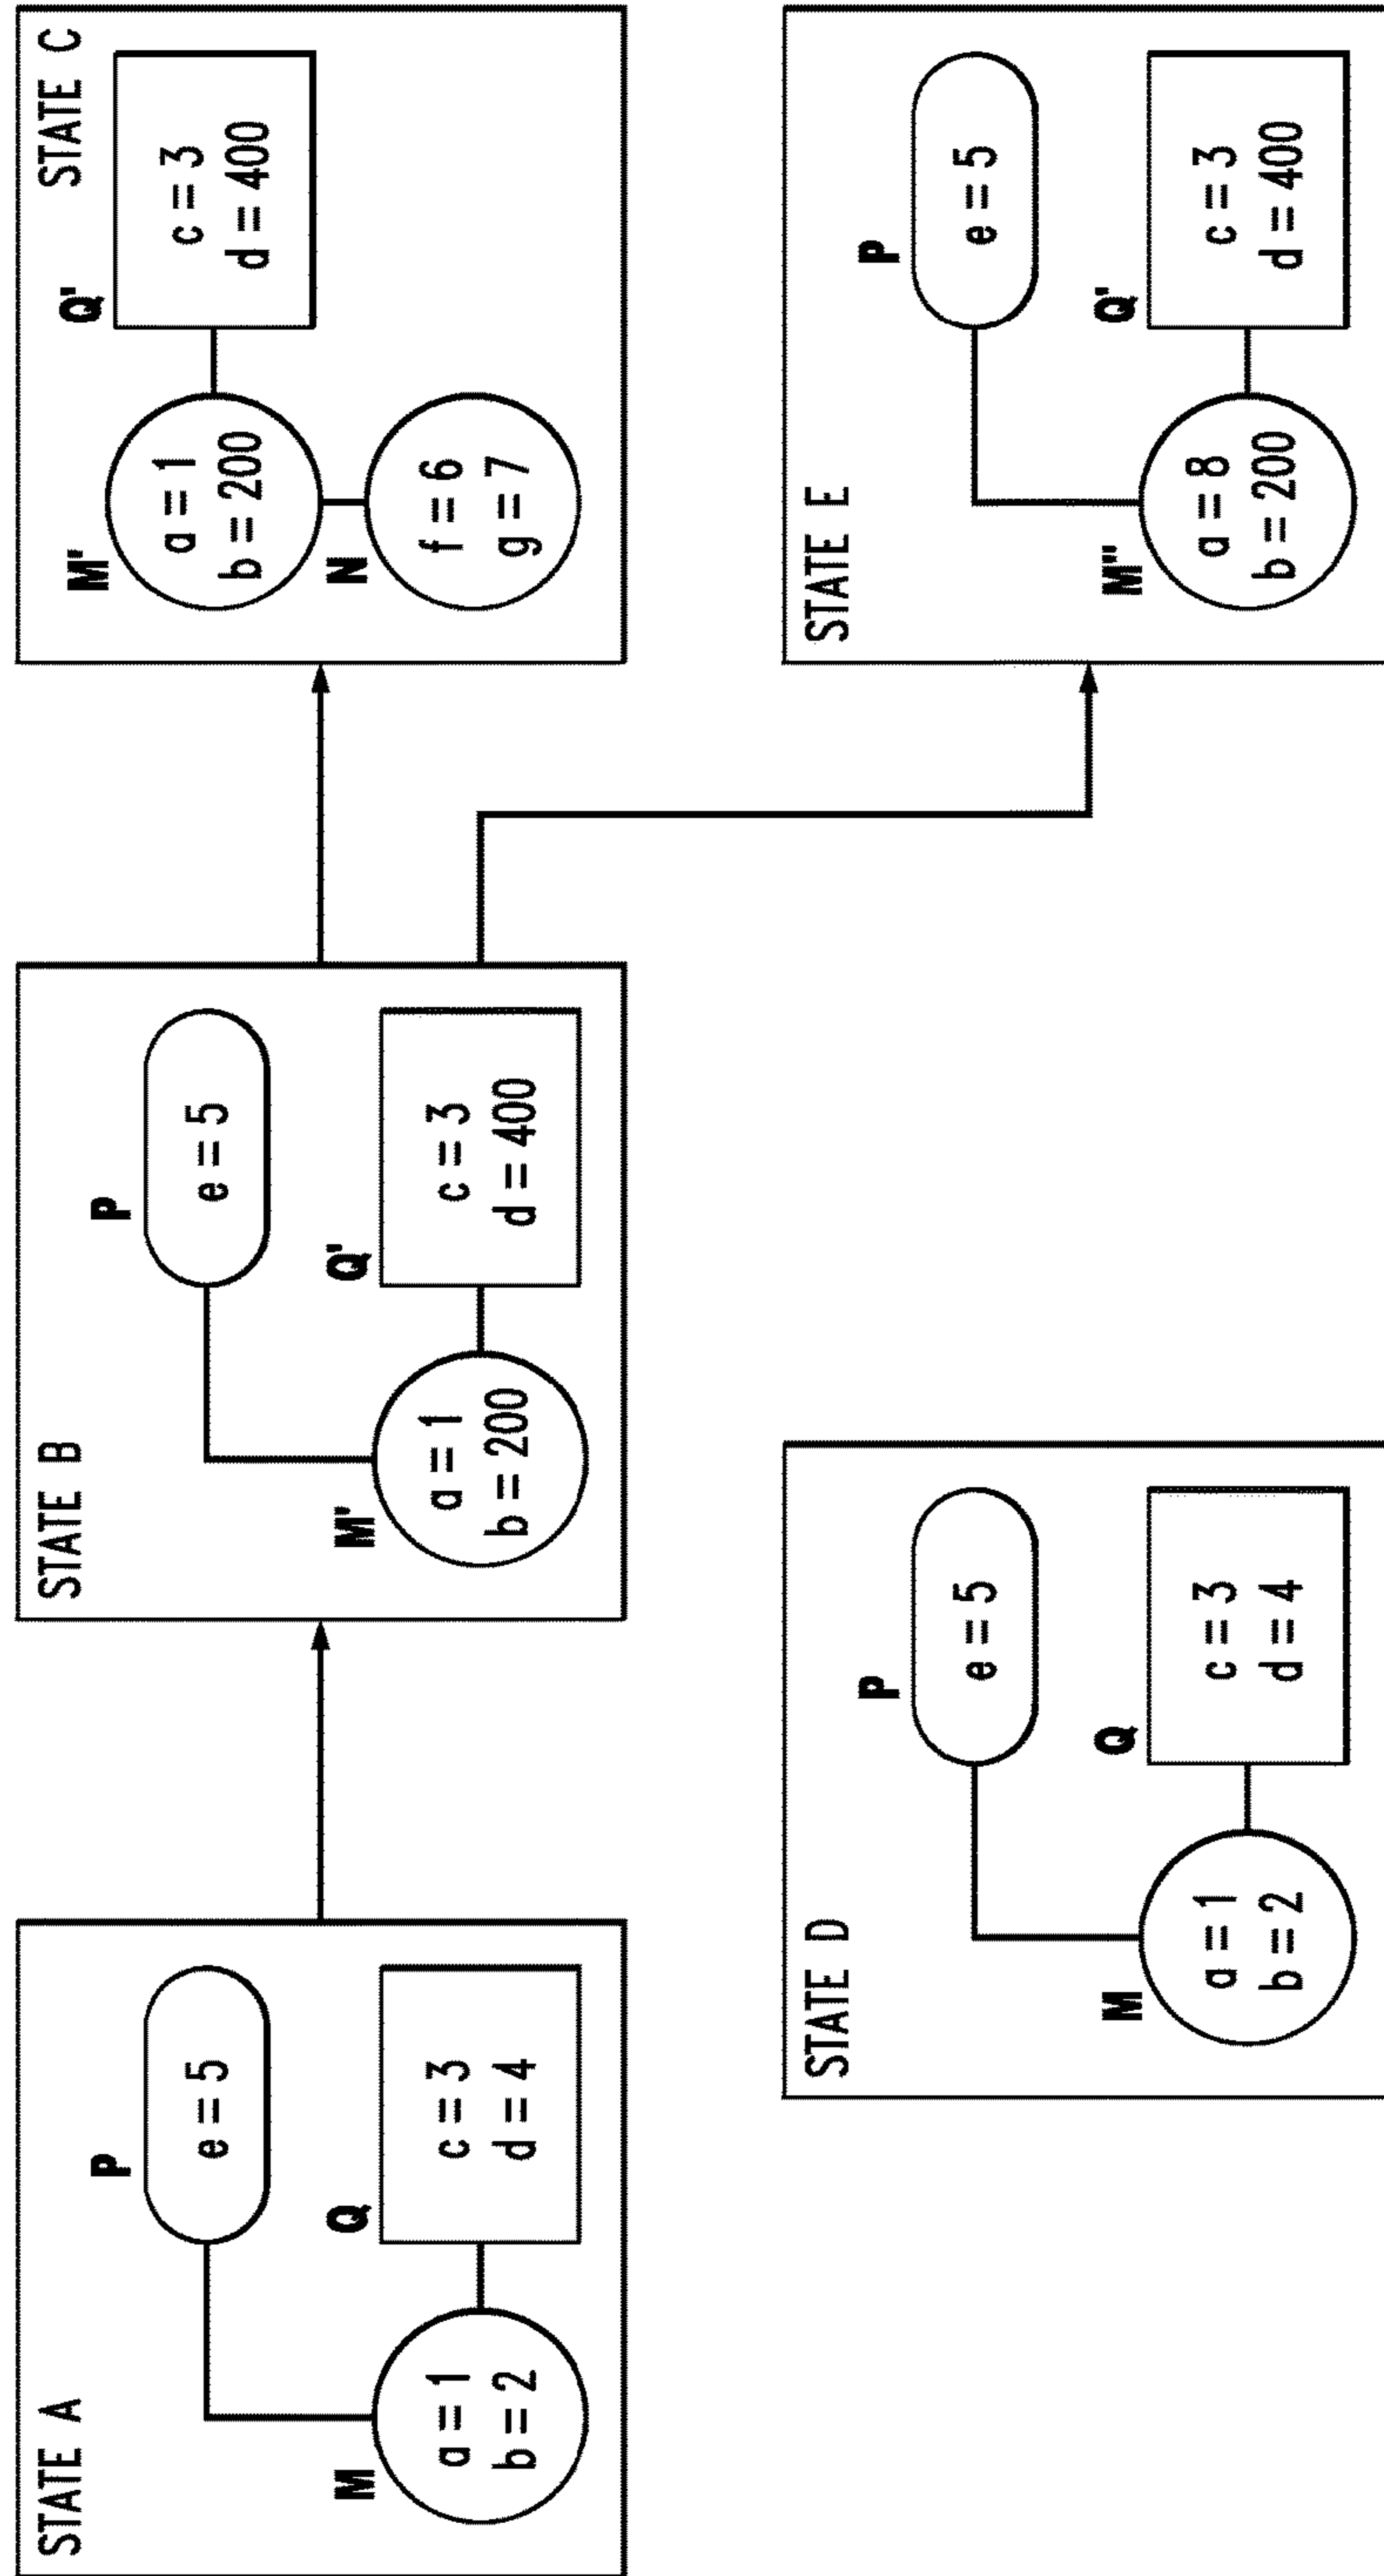 STATE A
P
e = 5
Q
c = 3
d = 4
M
a = 1
b = 2
STATE B
P
e = 5
Q'
c = 3
d = 400
M'
a = 1
b = 200
STATE C
Q'
c = 3
d = 400
M'
a = 1
b = 200
N
f = 6
g = 7
STATE D
P
e = 5
Q
c = 3
d = 4
M
a = 1
b = 2
STATE E
P
e = 5
Q'
c = 3
d = 400
M''
a = 8
b = 200